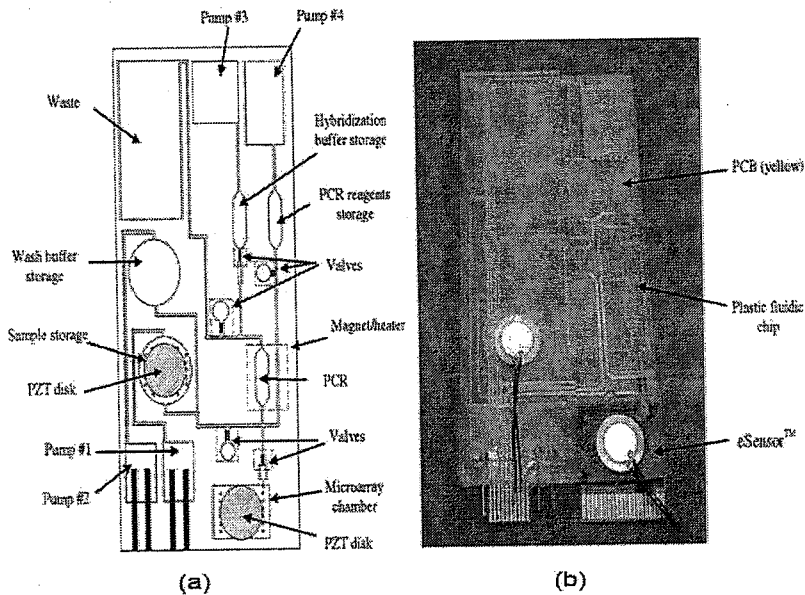 Pump #3
Pump #4
Waste
Hybridization
buffer storage
PCR reagents
storage
Wash buffer
storage
Valves
Sample storage
Magnet/heater
PZT disk
PCR
Pump #1
Valves
Pump #2
Microarray
chamber
PZT disk
(a)
PCB (yellow)
Plastic fluidic
chip
eSensor™
(b)